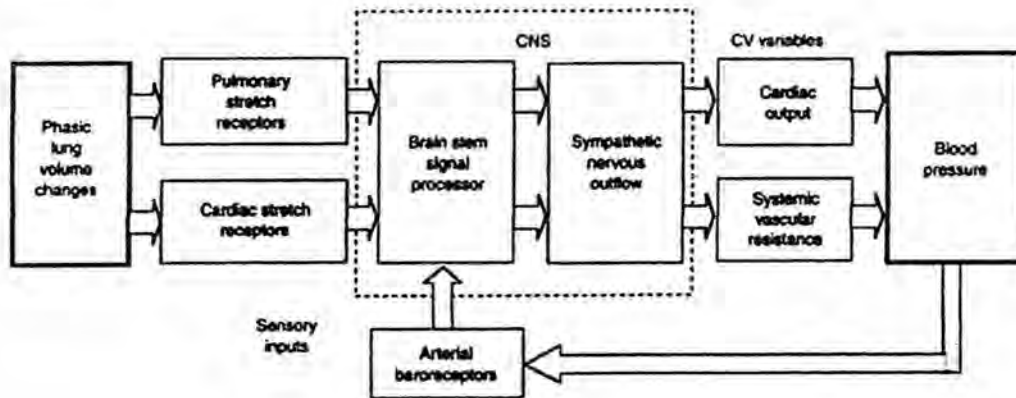 CNS
CV variables
Phasic
lung
volume
changes
Pulmonary
stretch
receptors
Cardiac stretch
receptors
Brain stem
signal
processor
Sympathetic
nervous
outflow
Cardiac
output
Systemic
vascular
resistance
Blood
pressure
Sensory
inputs
Arterial
baroreceptors